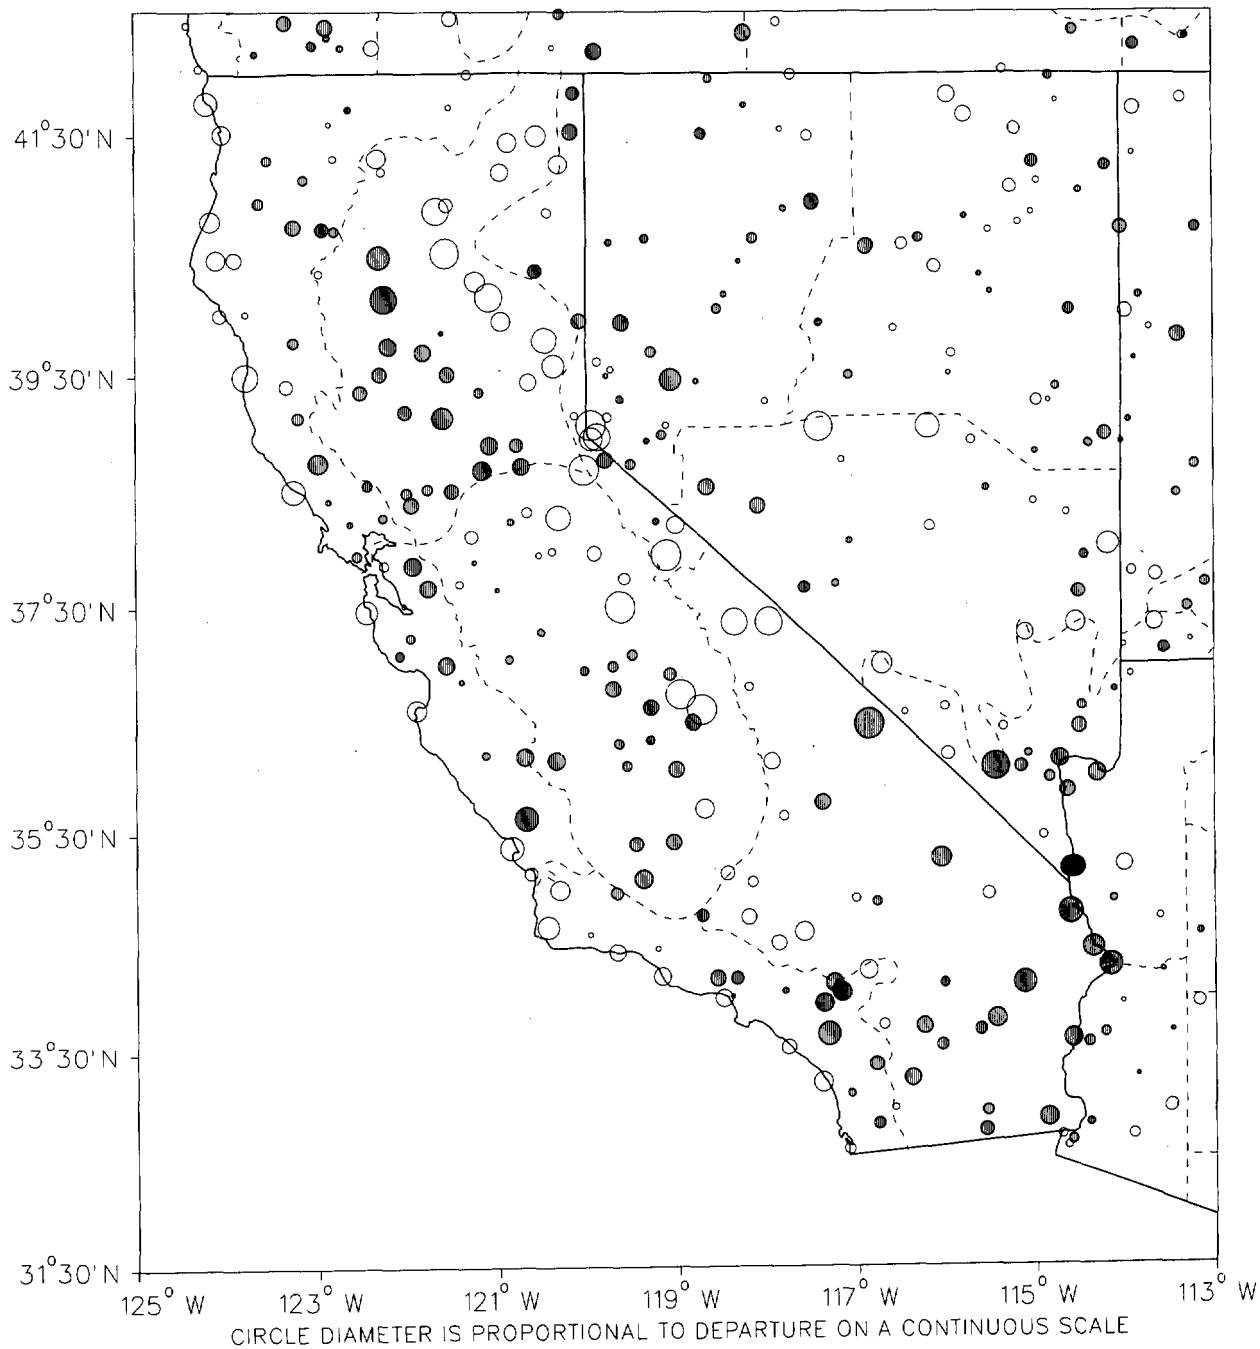 41°30'N
39°30'N
37°30'N
35°30'N
33°30'N
31°30'N
125° W 123° W 121° W 119° W 117° W 115° W 113° W
CIRCLE DIAMETER IS PROPORTIONAL TO DEPARTURE ON A CONTINUOUS SCALE